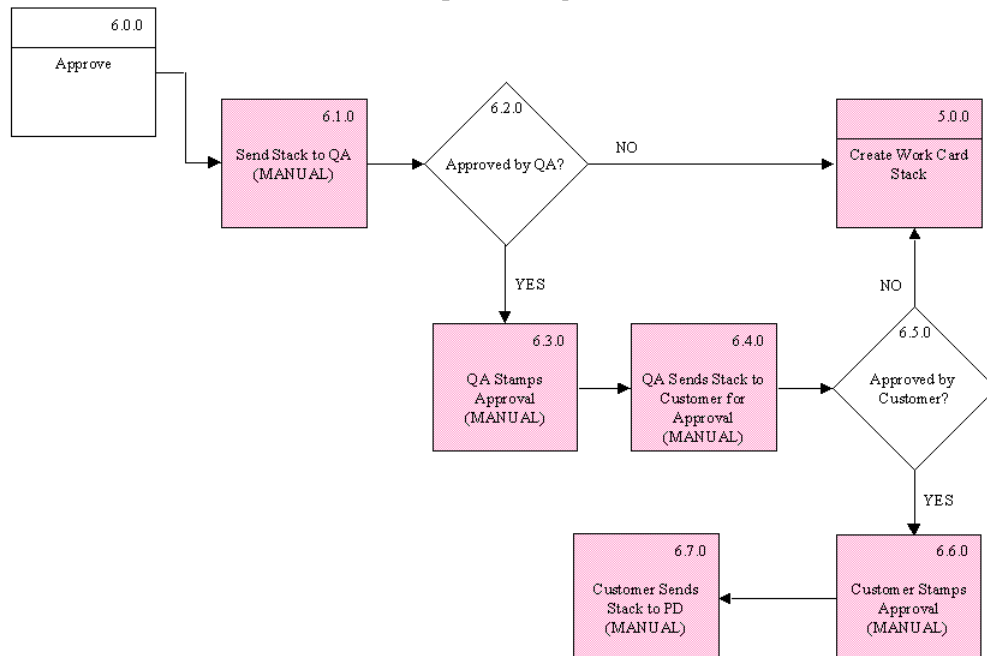 6.0.0
Approve
6.1.0
Send Stack to QA
(MANUAL)
6.2.0
Approved by QA?
NO
5.0.0
Create Work Card
Stack
YES
NO
6.3.0
QA Stamps
Approval
(MANUAL)
6.4.0
QA Sends Stack to
Customer for
Approval
(MANUAL)
6.5.0
Approved by
Customer?
YES
6.7.0
Customer Sends
Stack to PD
(MANUAL)
6.6.0
Customer Stamps
Approval
(MANUAL)